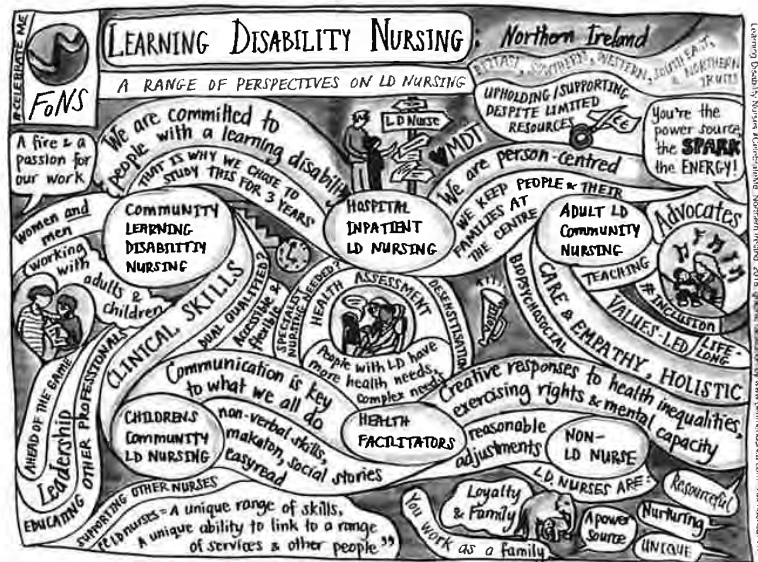 #CELEBRATE ME
FoNS
LEARNING DISABILITY NURSING:
Northern Ireland
BELFAST, SOUTHERN, WESTERN, SOUTH EAST,
& NORTHERN
TRUSTS
A RANGE OF PERSPECTIVES ON LD NURSING
A fire & a
passion for
our work
We are committed to
people with a learning disability
THAT IS WHY WE CHOSE TO
STUDY THIS FOR 3 YEARS
LD NURSE
MDT
UPHOLDING/SUPPORTING
DESPITE LIMITED
RESOURCES
You're the
power source,
the SPARK
the ENERGY!
We are person-centred
WE KEEP PEOPLE & THEIR
FAMILIES AT
THE CENTRE
Women and
men
working
with
adults &
children
COMMUNITY
LEARNING
DISABILITY
NURSING
HOSPITAL
INPATIENT
LD NURSING
ADULT LD
COMMUNITY
NURSING
Advocates
TEACHING
#INCLUSION
VALUES-LED
LIFE-
LONG
CARE & EMPATHY, HOLISTIC
BIOPSYCHOSOCIAL
CLINICAL SKILLS
DUAL QUALIFIED?
Accessible &
flexible
SPECIALIST
NURSING NEEDED?
HEALTH ASSESSMENT
DESENSITISATION
People with LD have
more health needs,
complex needs
AHEAD OF THE GAME
Leadership
EDUCATING OTHER PROFESSIONALS
Communication is key
to what we all do
non-verbal skills,
makaton, social stories
easyread
Creative responses to health inequalities,
exercising rights & mental capacity
reasonable
adjustments
CHILDRENS
COMMUNITY
LD NURSING
HEALTH
FACILITATORS
NON-
LD NURSE
SUPPORTING OTHER NURSES
LD NURSES = A unique range of skills,
A unique ability to link to a range
of services & other people"
L.D. NURSES ARE:
Resourceful
Nurturing
UNIQUE
Loyalty
& Family
A power
source
You work as a family